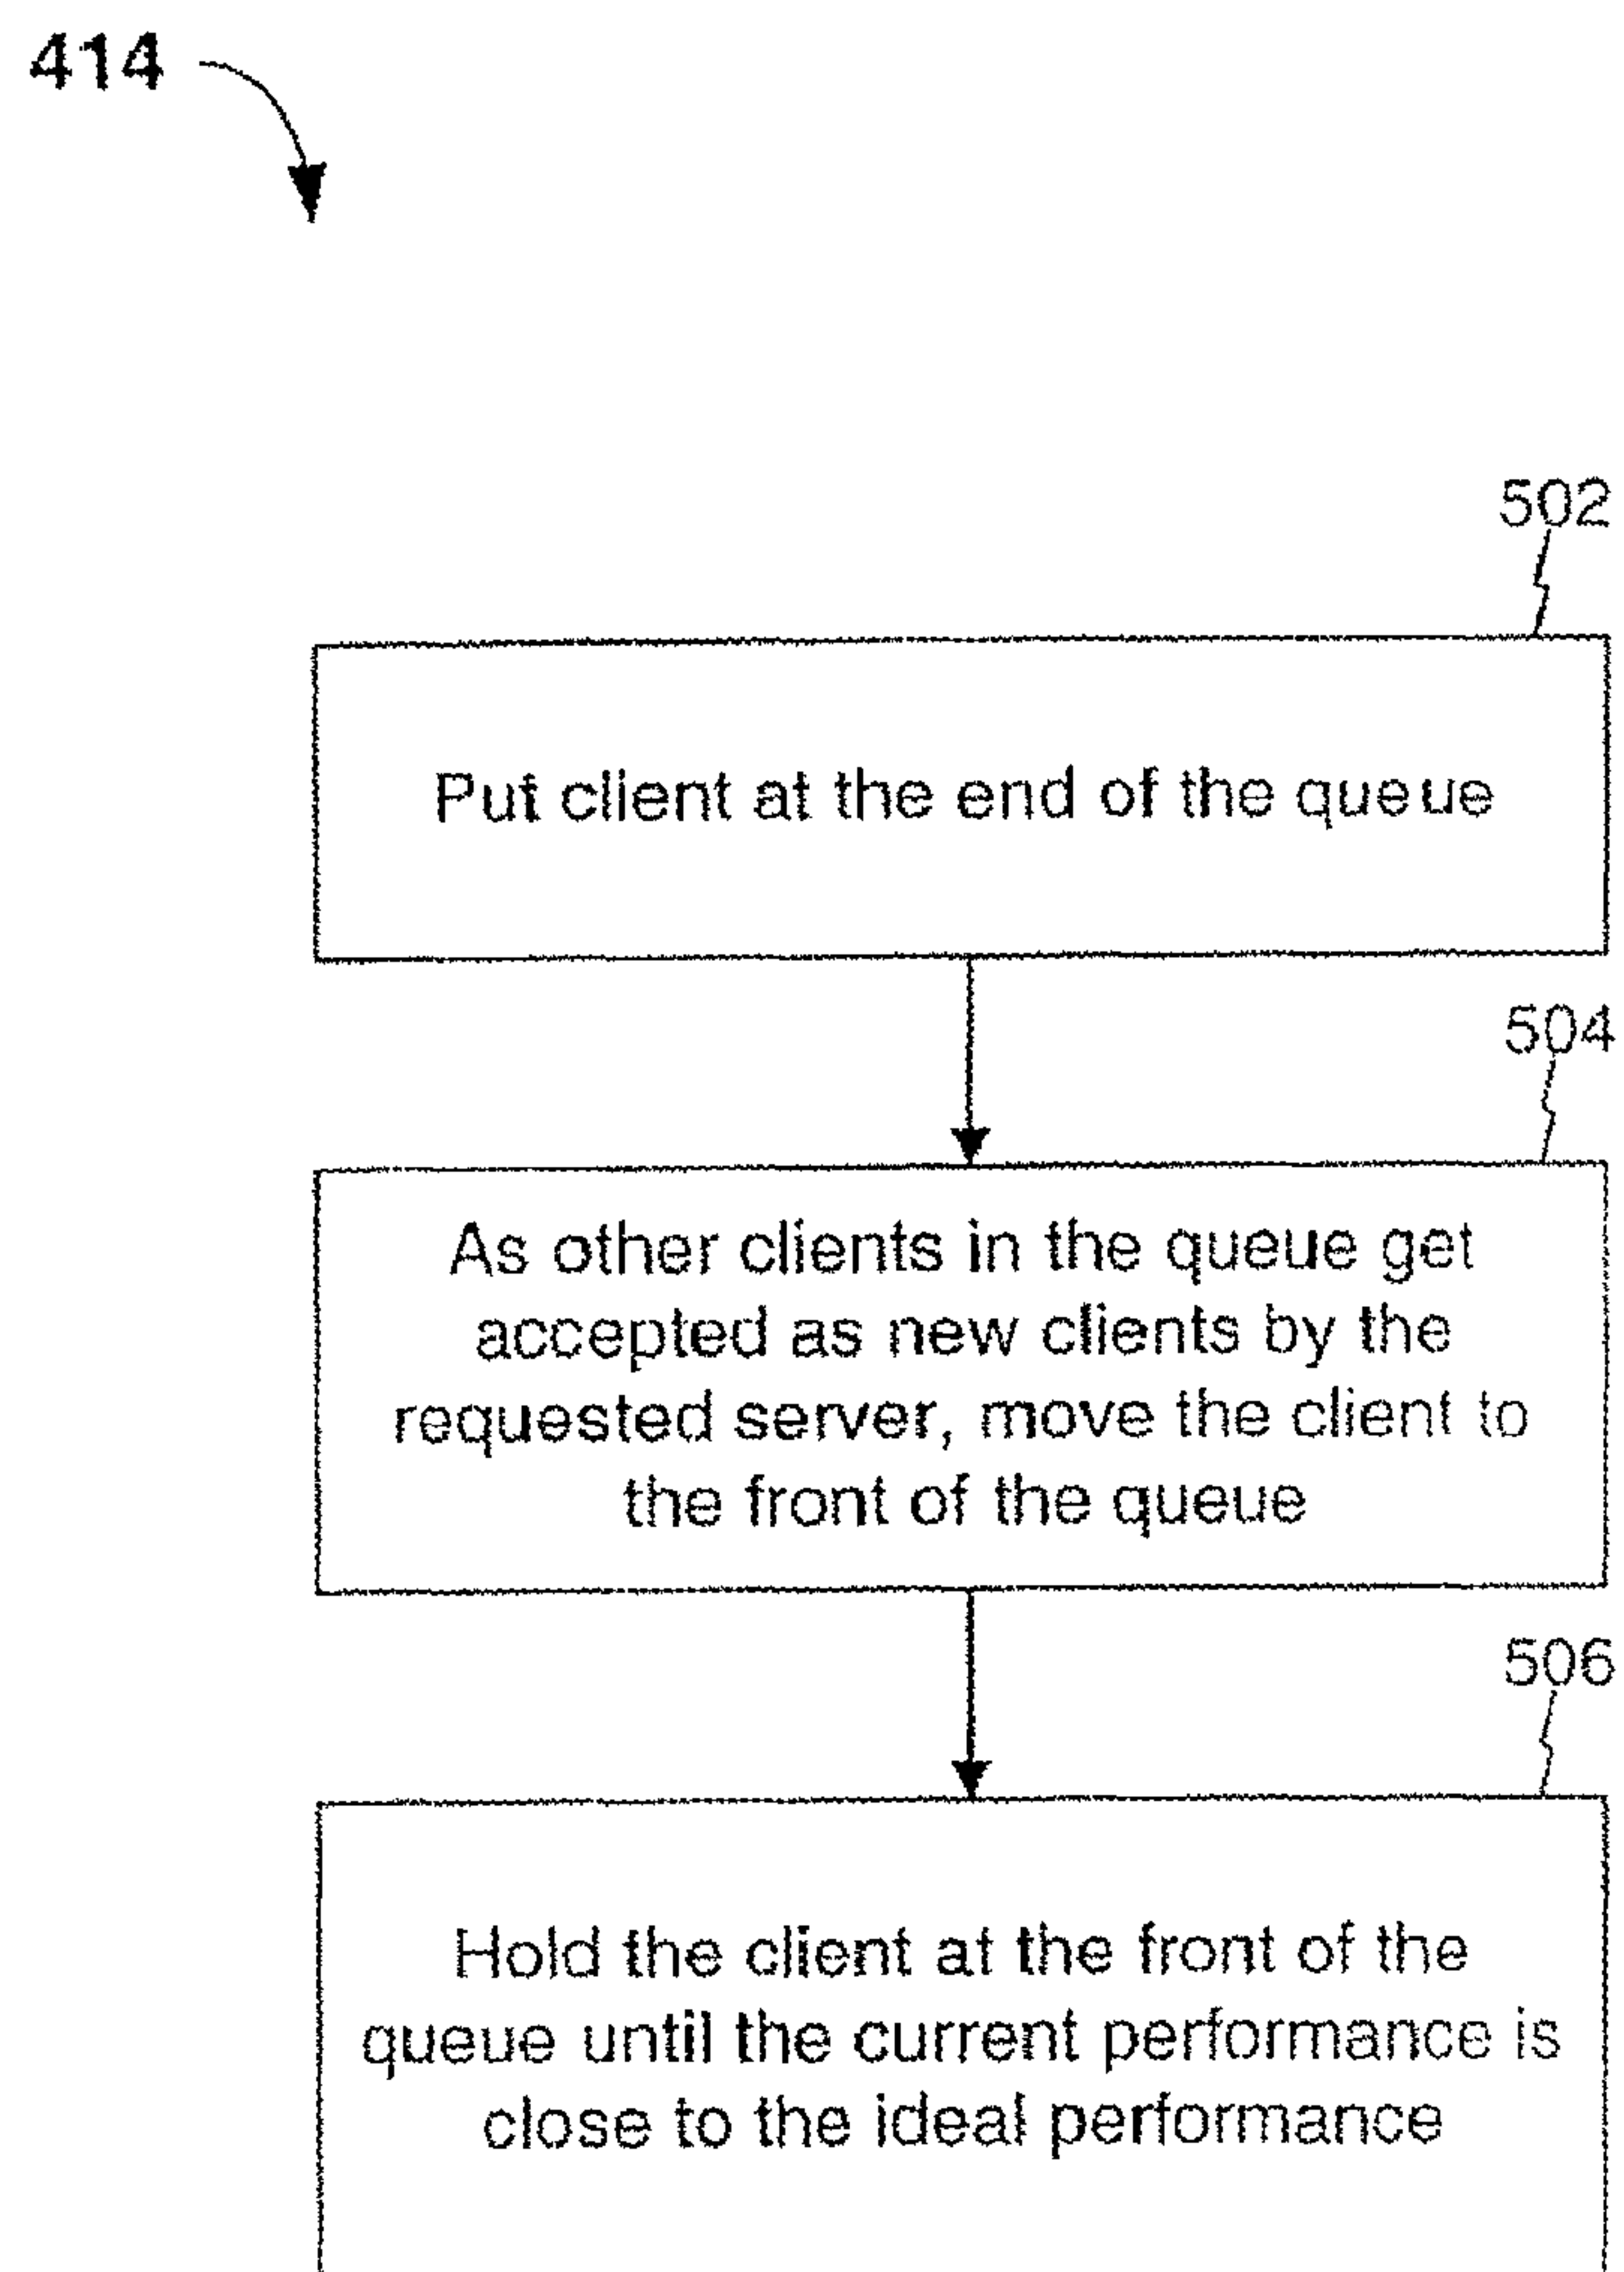 414
502
Put client at the end of the queue
504
As other clients in the queue get
accepted as new clients by the
requested server, move the client to
the front of the queue
506
Hold the client at the front of the
queue until the current performance is
close to the ideal performance